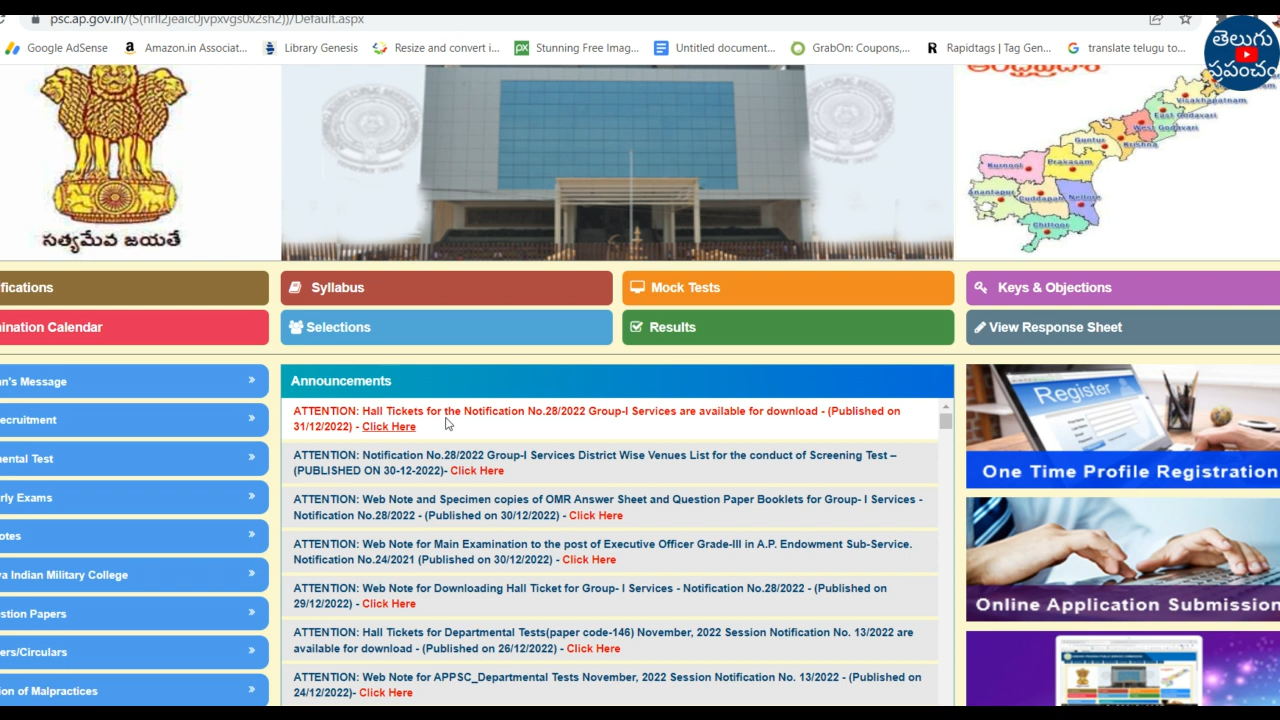 psc.ap.gov.in/(S(nrll2jeaic0jvpxvgs0x2sh2))/Default.aspx
Google AdSense
Amazon.in Associat...
Library Genesis
Resize and convert i...
Stunning Free Imag...
Untitled document...
GrabOn: Coupons,...
Rapidtags | Tag Gen...
translate telugu to...
తెలుగు
ప్రపంచం
సత్యమేవ జయతే
Visakhapatnam
East Godavari
West Godavari
Krishna
Guntur
Prakasam
Kurnool
Anantapur
Cuddapah
Nellore
Chittoor
fications
Syllabus
Mock Tests
Keys & Objections
ination Calendar
Selections
Results
View Response Sheet
an's Message
ecruitment
ental Test
rly Exams
otes
va Indian Military College
stion Papers
ers/Circulars
ion of Malpractices
Announcements
ATTENTION: Hall Tickets for the Notification No.28/2022 Group-I Services are available for download - (Published on
31/12/2022) - Click Here
ATTENTION: Notification No.28/2022 Group-I Services District Wise Venues List for the conduct of Screening Test –
(PUBLISHED ON 30-12-2022)- Click Here
ATTENTION: Web Note and Specimen copies of OMR Answer Sheet and Question Paper Booklets for Group- I Services -
Notification No.28/2022 - (Published on 30/12/2022) - Click Here
ATTENTION: Web Note for Main Examination to the post of Executive Officer Grade-III in A.P. Endowment Sub-Service.
Notification No.24/2021 (Published on 30/12/2022) - Click Here
ATTENTION: Web Note for Downloading Hall Ticket for Group- I Services - Notification No.28/2022 - (Published on
29/12/2022) - Click Here
ATTENTION: Hall Tickets for Departmental Tests(paper code-146) November, 2022 Session Notification No. 13/2022 are
available for download - (Published on 26/12/2022) - Click Here
ATTENTION: Web Note for APPSC_Departmental Tests November, 2022 Session Notification No. 13/2022 - (Published on
24/12/2022)- Click Here
Register
One Time Profile Registration
Online Application Submission